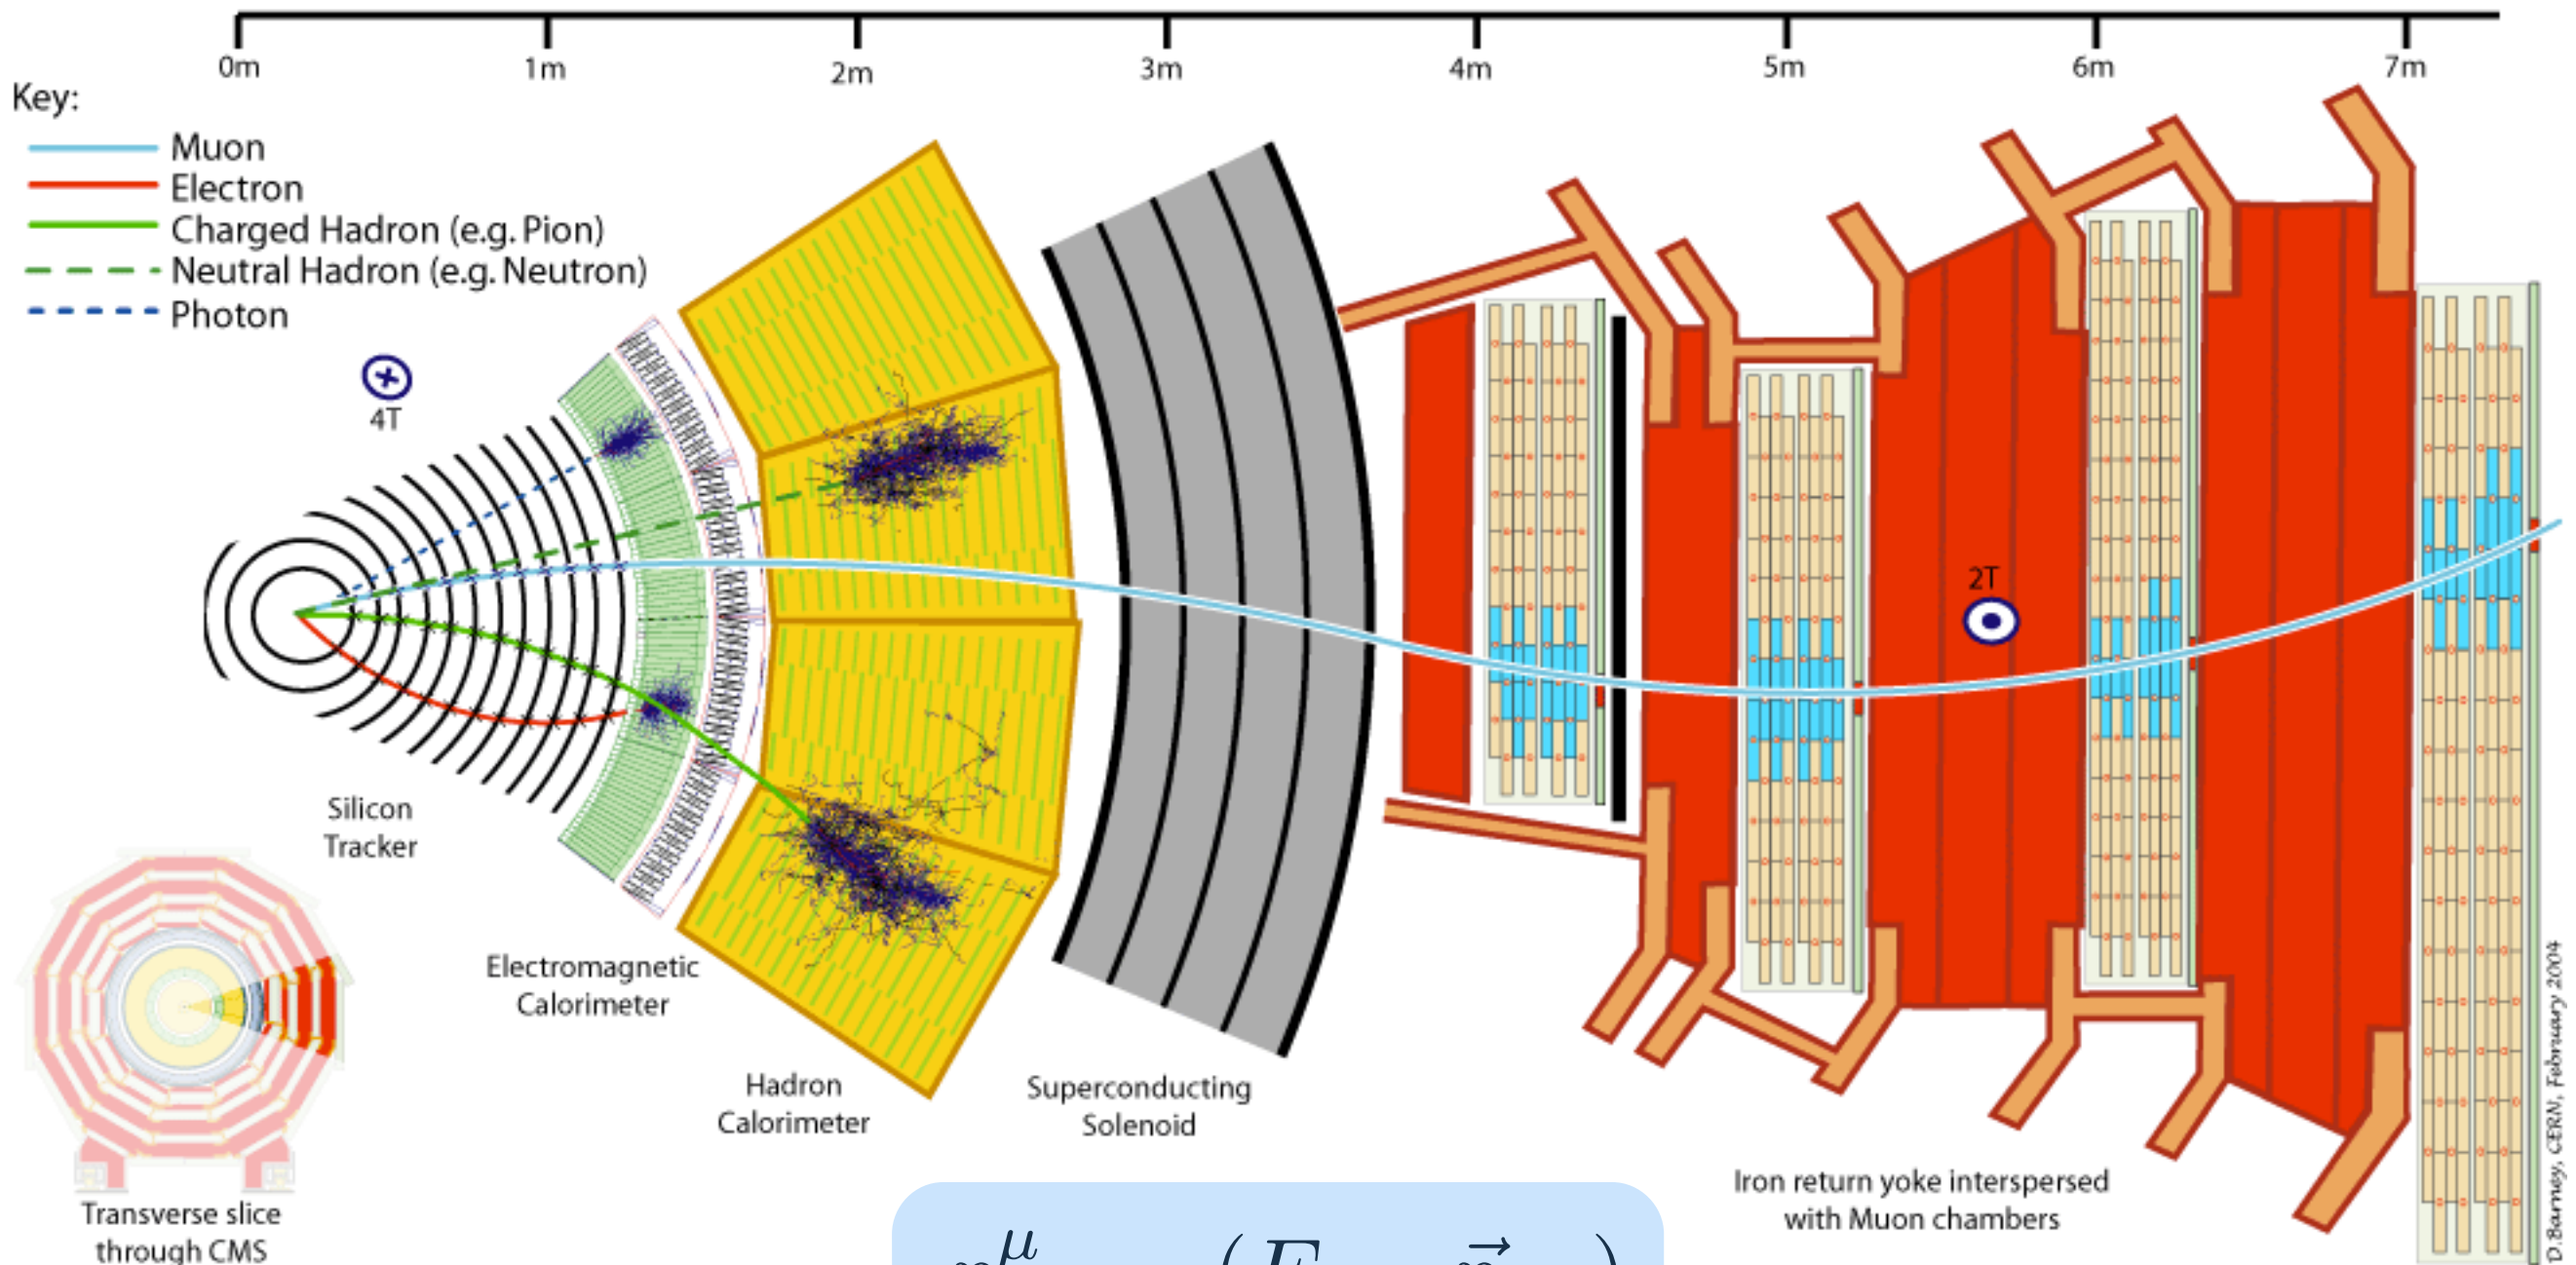 0m 1m 2m 3m 4m 5m 6m 7m
Key:
Muon
Electron
Charged Hadron (e.g. Pion)
Neutral Hadron (e.g. Neutron)
Photon
4T
2T
Silicon
Tracker
Electromagnetic
Calorimeter
Hadron
Calorimeter
Superconducting
Solenoid
Iron return yoke interspersed
with Muon chambers
Transverse slice
through CMS
D.Barney, CERN, February 2004